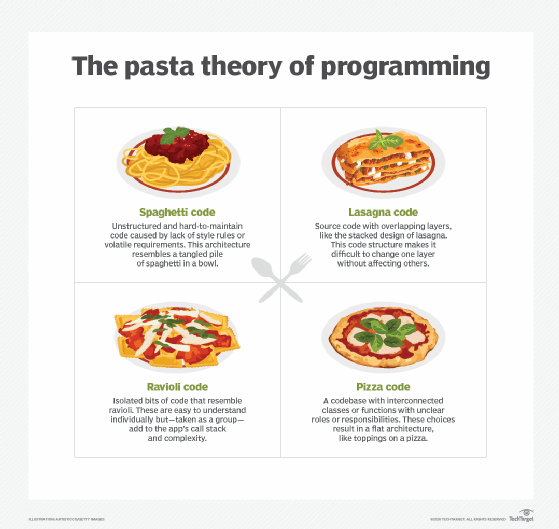 The pasta theory of programming
Spaghetti code
Unstructured and hard-to-maintain
code caused by lack of style rules or
volatile requirements. This architecture
resembles a tangled pile
of spaghetti in a bowl.
Lasagna code
Source code with overlapping layers,
like the stacked design of lasagna.
This code structure makes it
difficult to change one layer
without affecting others.
Ravioli code
Isolated bits of code that resemble
ravioli. These are easy to understand
individually but—taken as a group—
add to the app's call stack
and complexity.
Pizza code
A codebase with interconnected
classes or functions with unclear
roles or responsibilities. These choices
result in a flat architecture,
like toppings on a pizza.
TechTarget